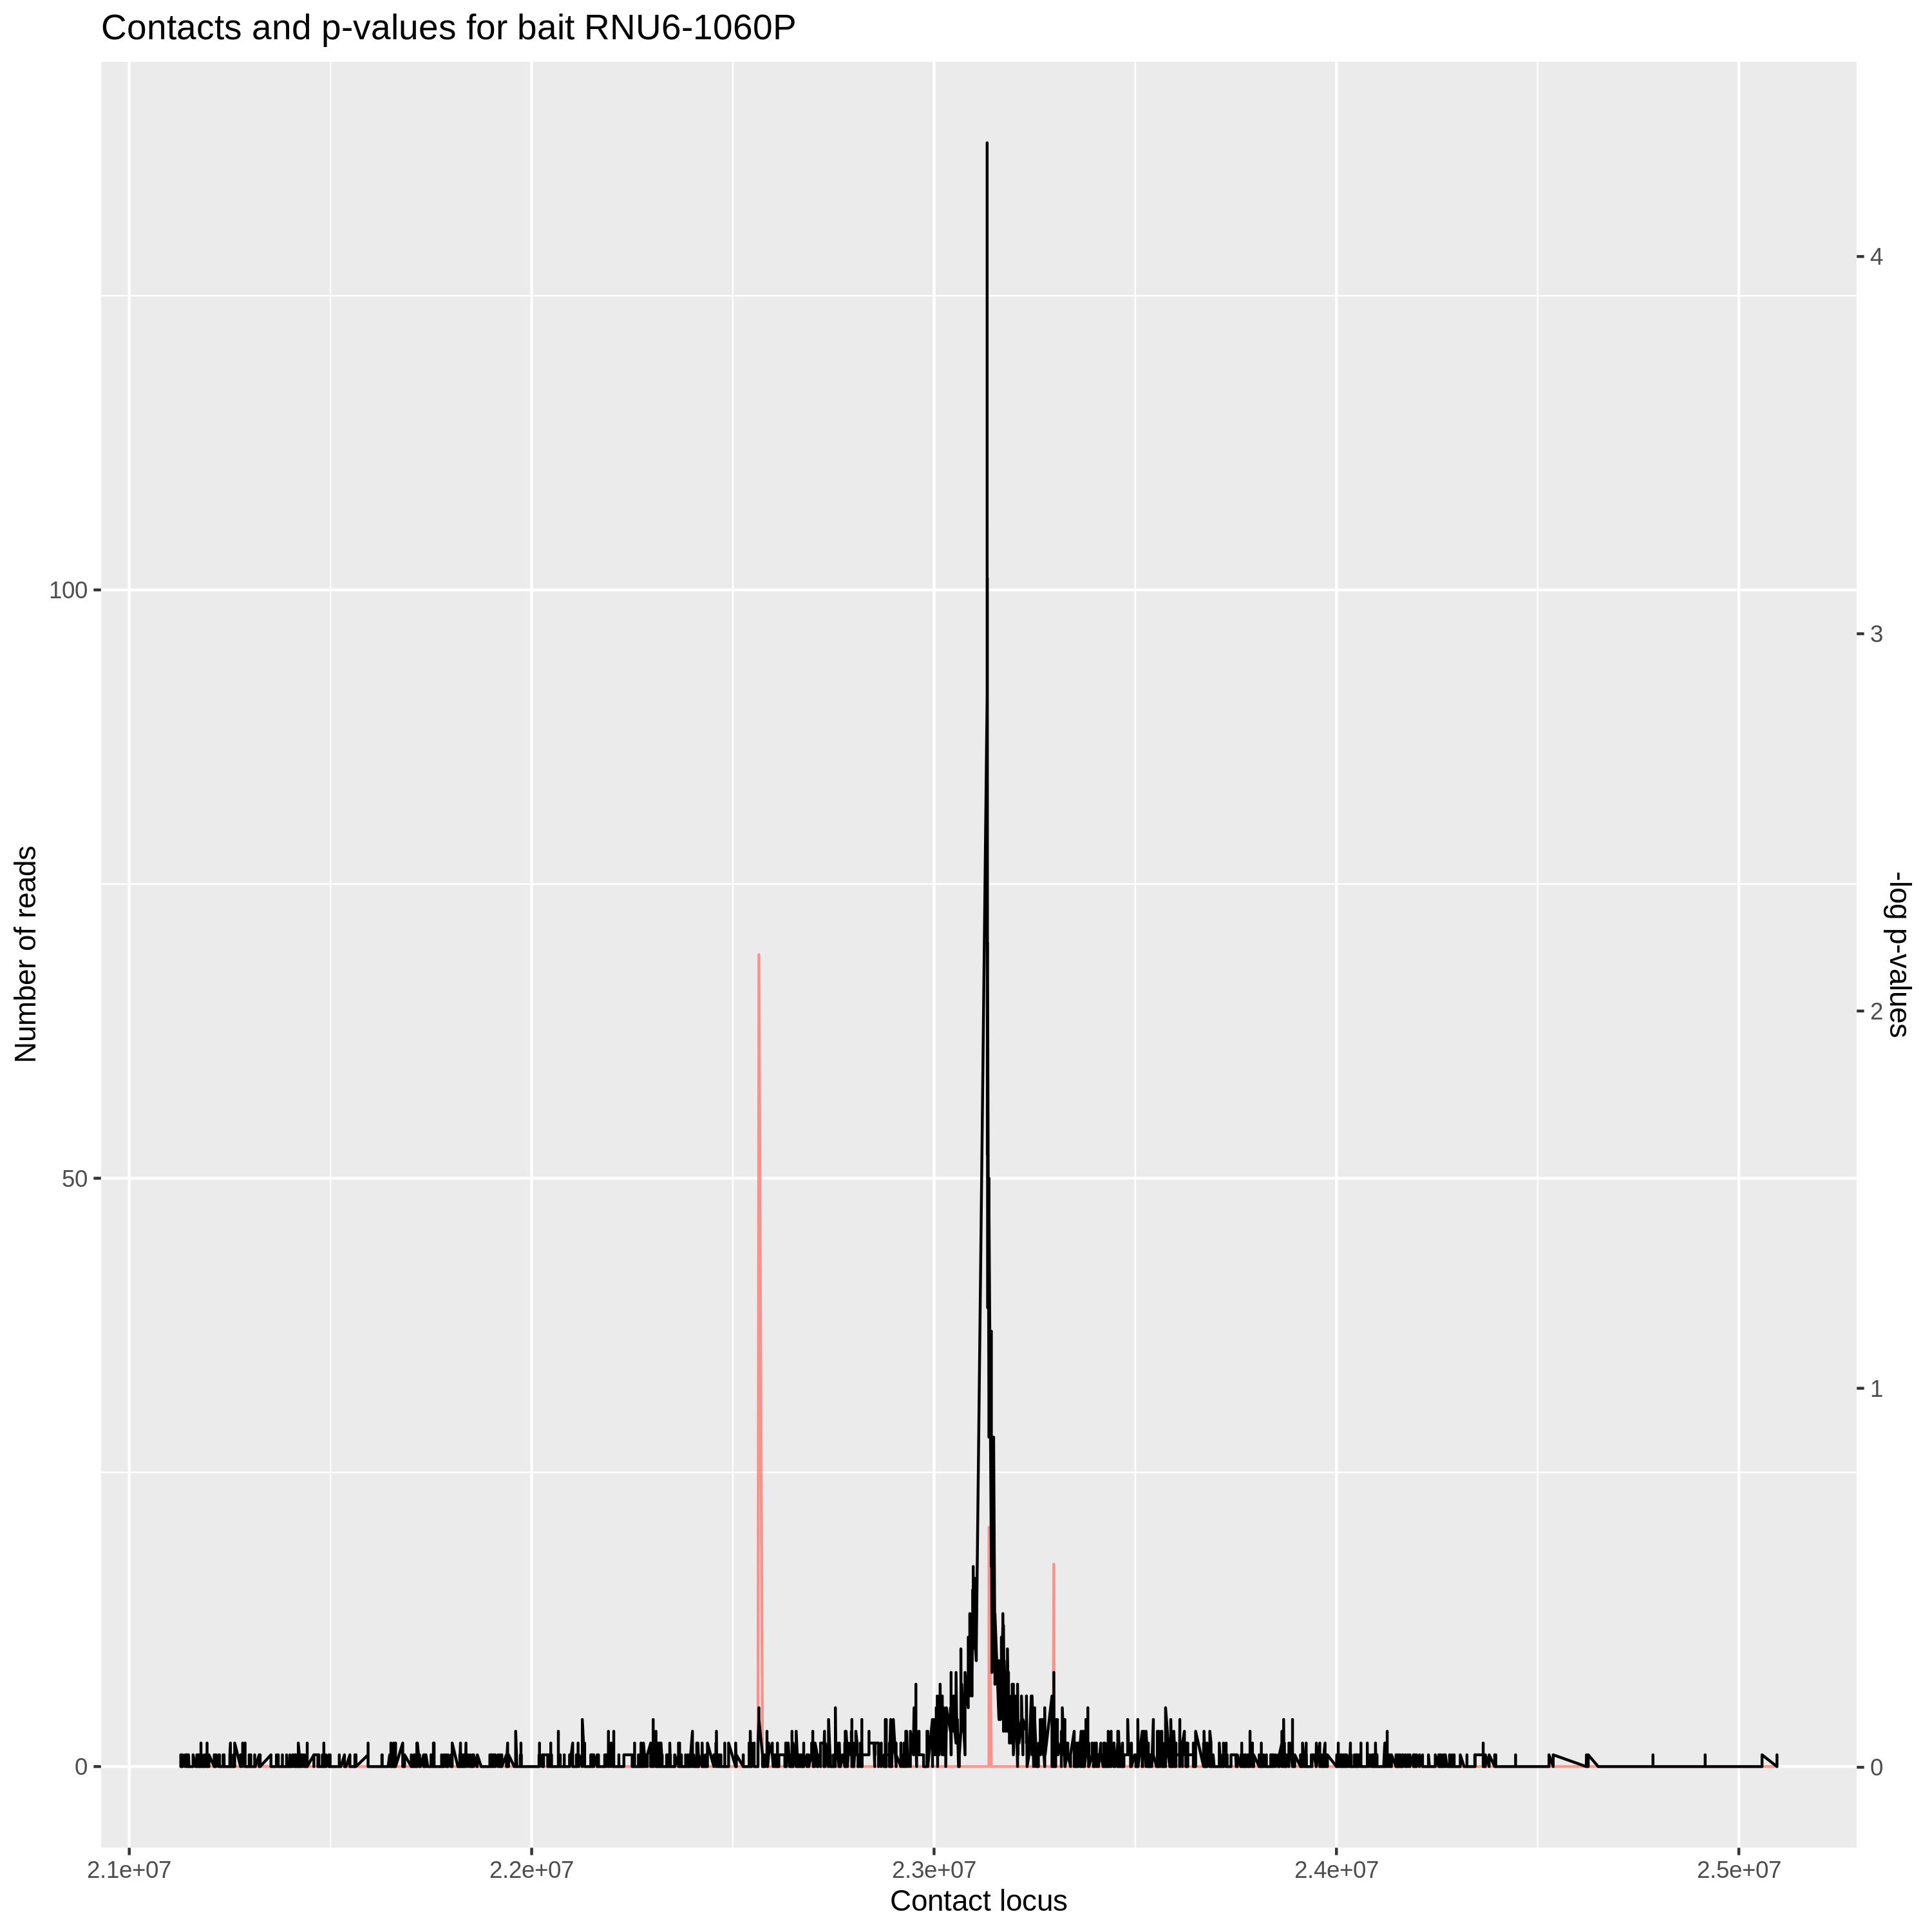 Contacts and p-values for bait RNU6-1060P
100
50
0
Number of reads
4
3
2
1
0
-log p-values
2.1e+07
2.2e+07
2.3e+07
2.4e+07
2.5e+07
Contact locus